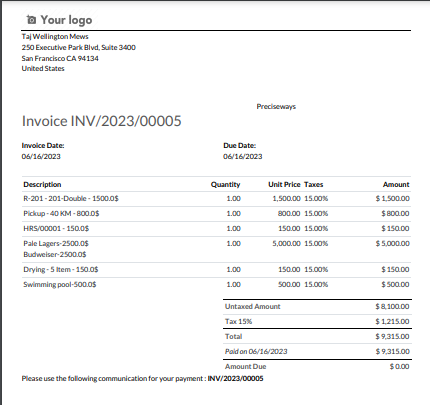 Your logo
Taj Wellington Mews
250 Executive Park Blvd, Suite 3400
San Francisco CA 94134
United States
Preciseways
Invoice INV/2023/00005
Invoice Date: Due Date:
06/16/2023 06/16/2023
Description Quantity Unit Price Taxes Amount
R-201 - 201-Double - 1500.0$ 1.00 1,500.00 15.00% $ 1,500.00
Pickup - 40 KM - 800.0$ 1.00 800.00 15.00% $ 800.00
HRS/00001 - 150.0$ 1.00 150.00 15.00% $ 150.00
Pale Lagers-2500.0$ 1.00 5,000.00 15.00% $ 5,000.00
Budweiser-2500.0$
Drying - 5 Item - 150.0$ 1.00 150.00 15.00% $ 150.00
Swimming pool-500.0$ 1.00 500.00 15.00% $ 500.00
Untaxed Amount $ 8,100.00
Tax 15% $ 1,215.00
Total $ 9,315.00
Paid on 06/16/2023 $ 9,315.00
Amount Due $ 0.00
Please use the following communication for your payment : INV/2023/00005